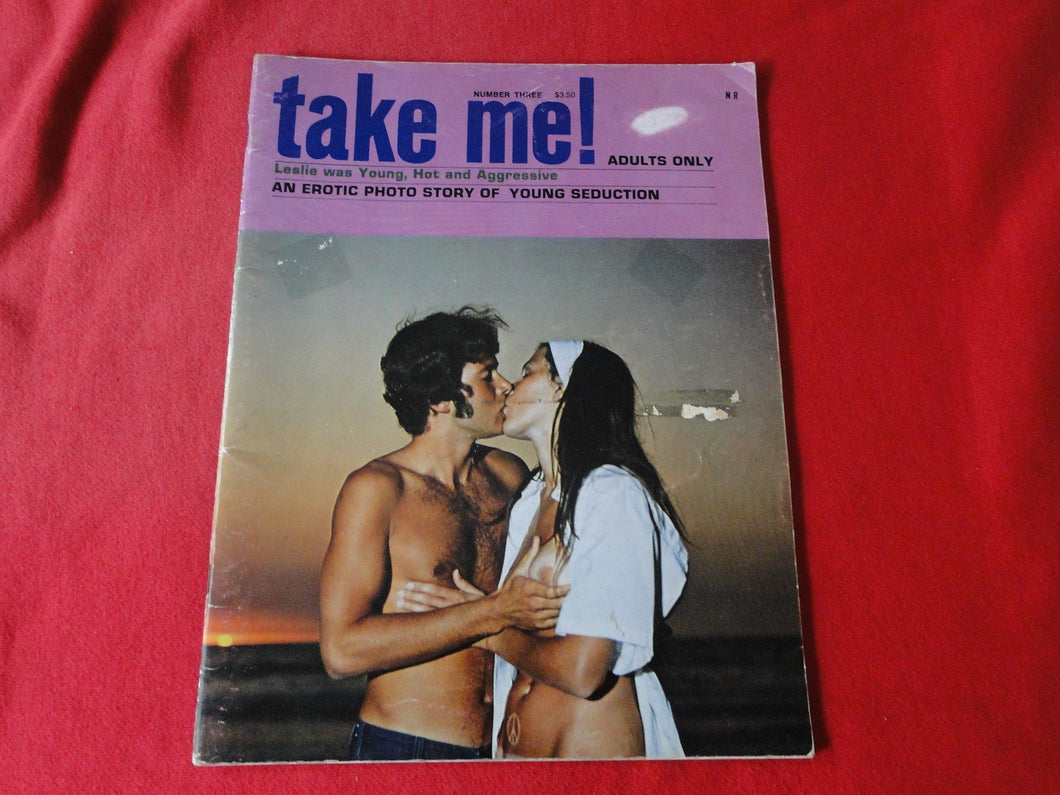 NUMBER THREE $3.50
NR
take me!
ADULTS ONLY
Leslie was Young, Hot and Aggressive
AN EROTIC PHOTO STORY OF YOUNG SEDUCTION